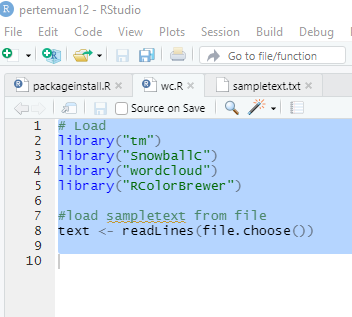 pertemuan12 - RStudio
File Edit Code View Plots Session Build Debug
Go to file/function
packageinstall.R wc.R sampletext.txt
Source on Save
1 # Load
2 library("tm")
3 library("SnowballC")
4 library("wordcloud")
5 library("RColorBrewer")
6
7 #load sampletext from file
8 text <- readLines(file.choose())
9
10